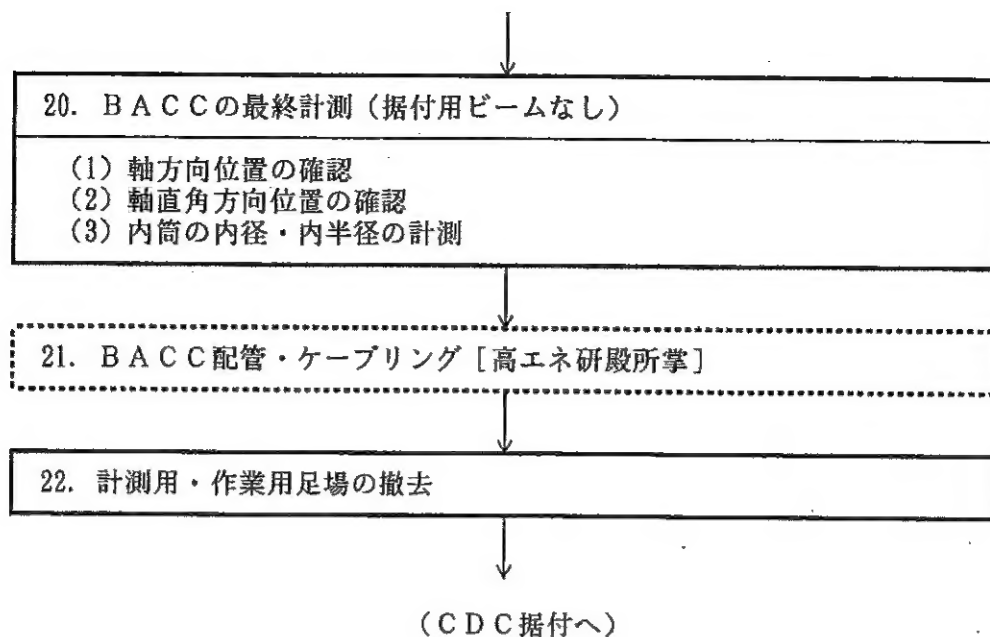 20. BACCの最終計測（据付用ビームなし）
(1) 軸方向位置の確認
(2) 軸直角方向位置の確認
(3) 内筒の内径・内半径の計測
21. BACC配管・ケーブリング［高エネ研殿所掌］
22. 計測用・作業用足場の撤去
（CDC据付へ）